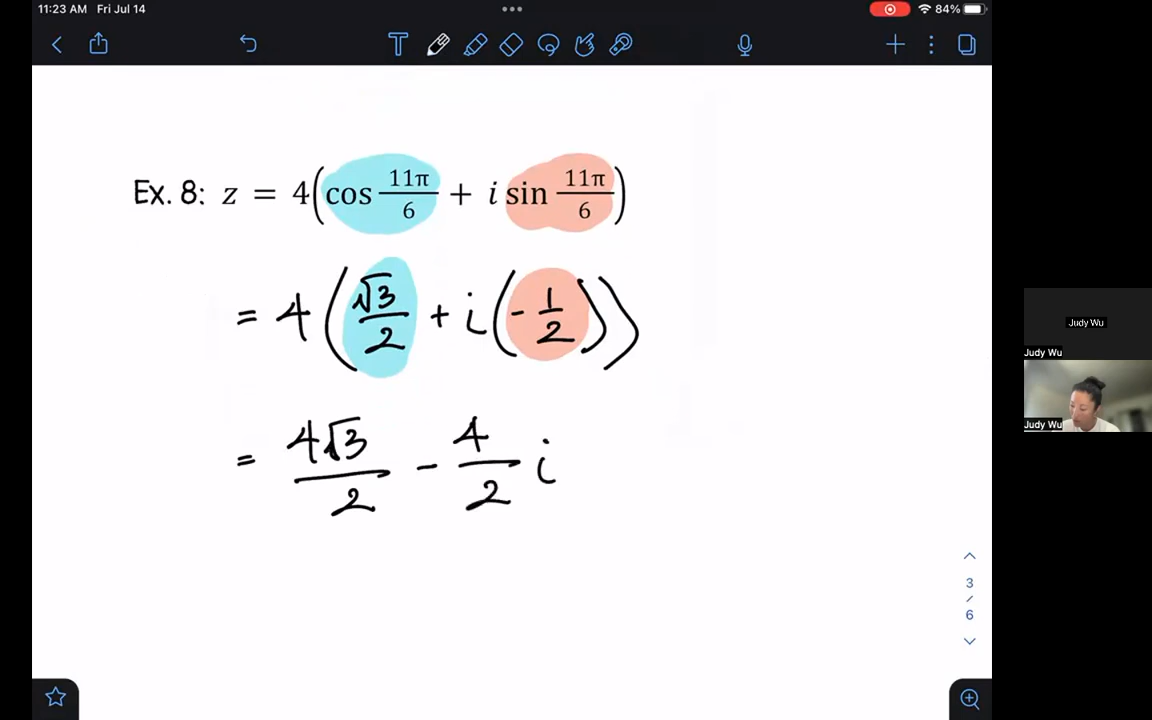 11:23 AM Fri Jul 14
84%
T
Ex. 8: z = 4(cos 11π/6 + i sin 11π/6)
= 4(√3/2 + i(-1/2))
= 4√3/2 - 4/2 i
3
/
6
Judy Wu
Judy Wu
Judy Wu